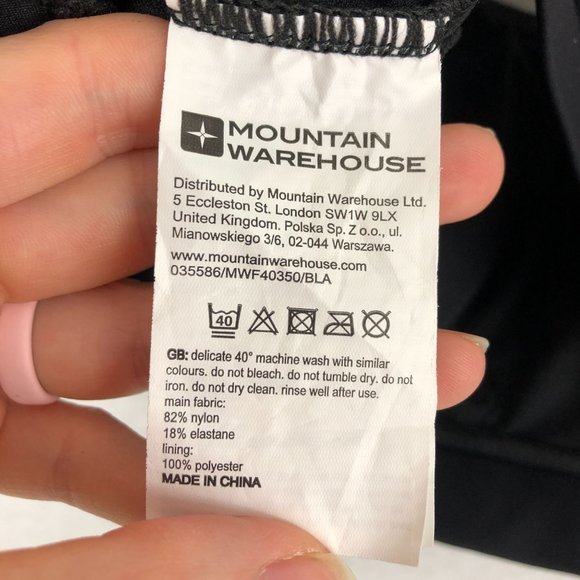 MOUNTAIN
WAREHOUSE
Distributed by Mountain Warehouse Ltd.
5 Eccleston St. London SW1W 9LX
United Kingdom. Polska Sp. Z o.o., ul.
Mianowskiego 3/6, 02-044 Warszawa.
www.mountainwarehouse.com
035586/MWF40350/BLA
40
GB: delicate 40° machine wash with similar
colours. do not bleach. do not tumble dry. do not
iron. do not dry clean. rinse well after use.
main fabric:
82% nylon
18% elastane
lining:
100% polyester
MADE IN CHINA